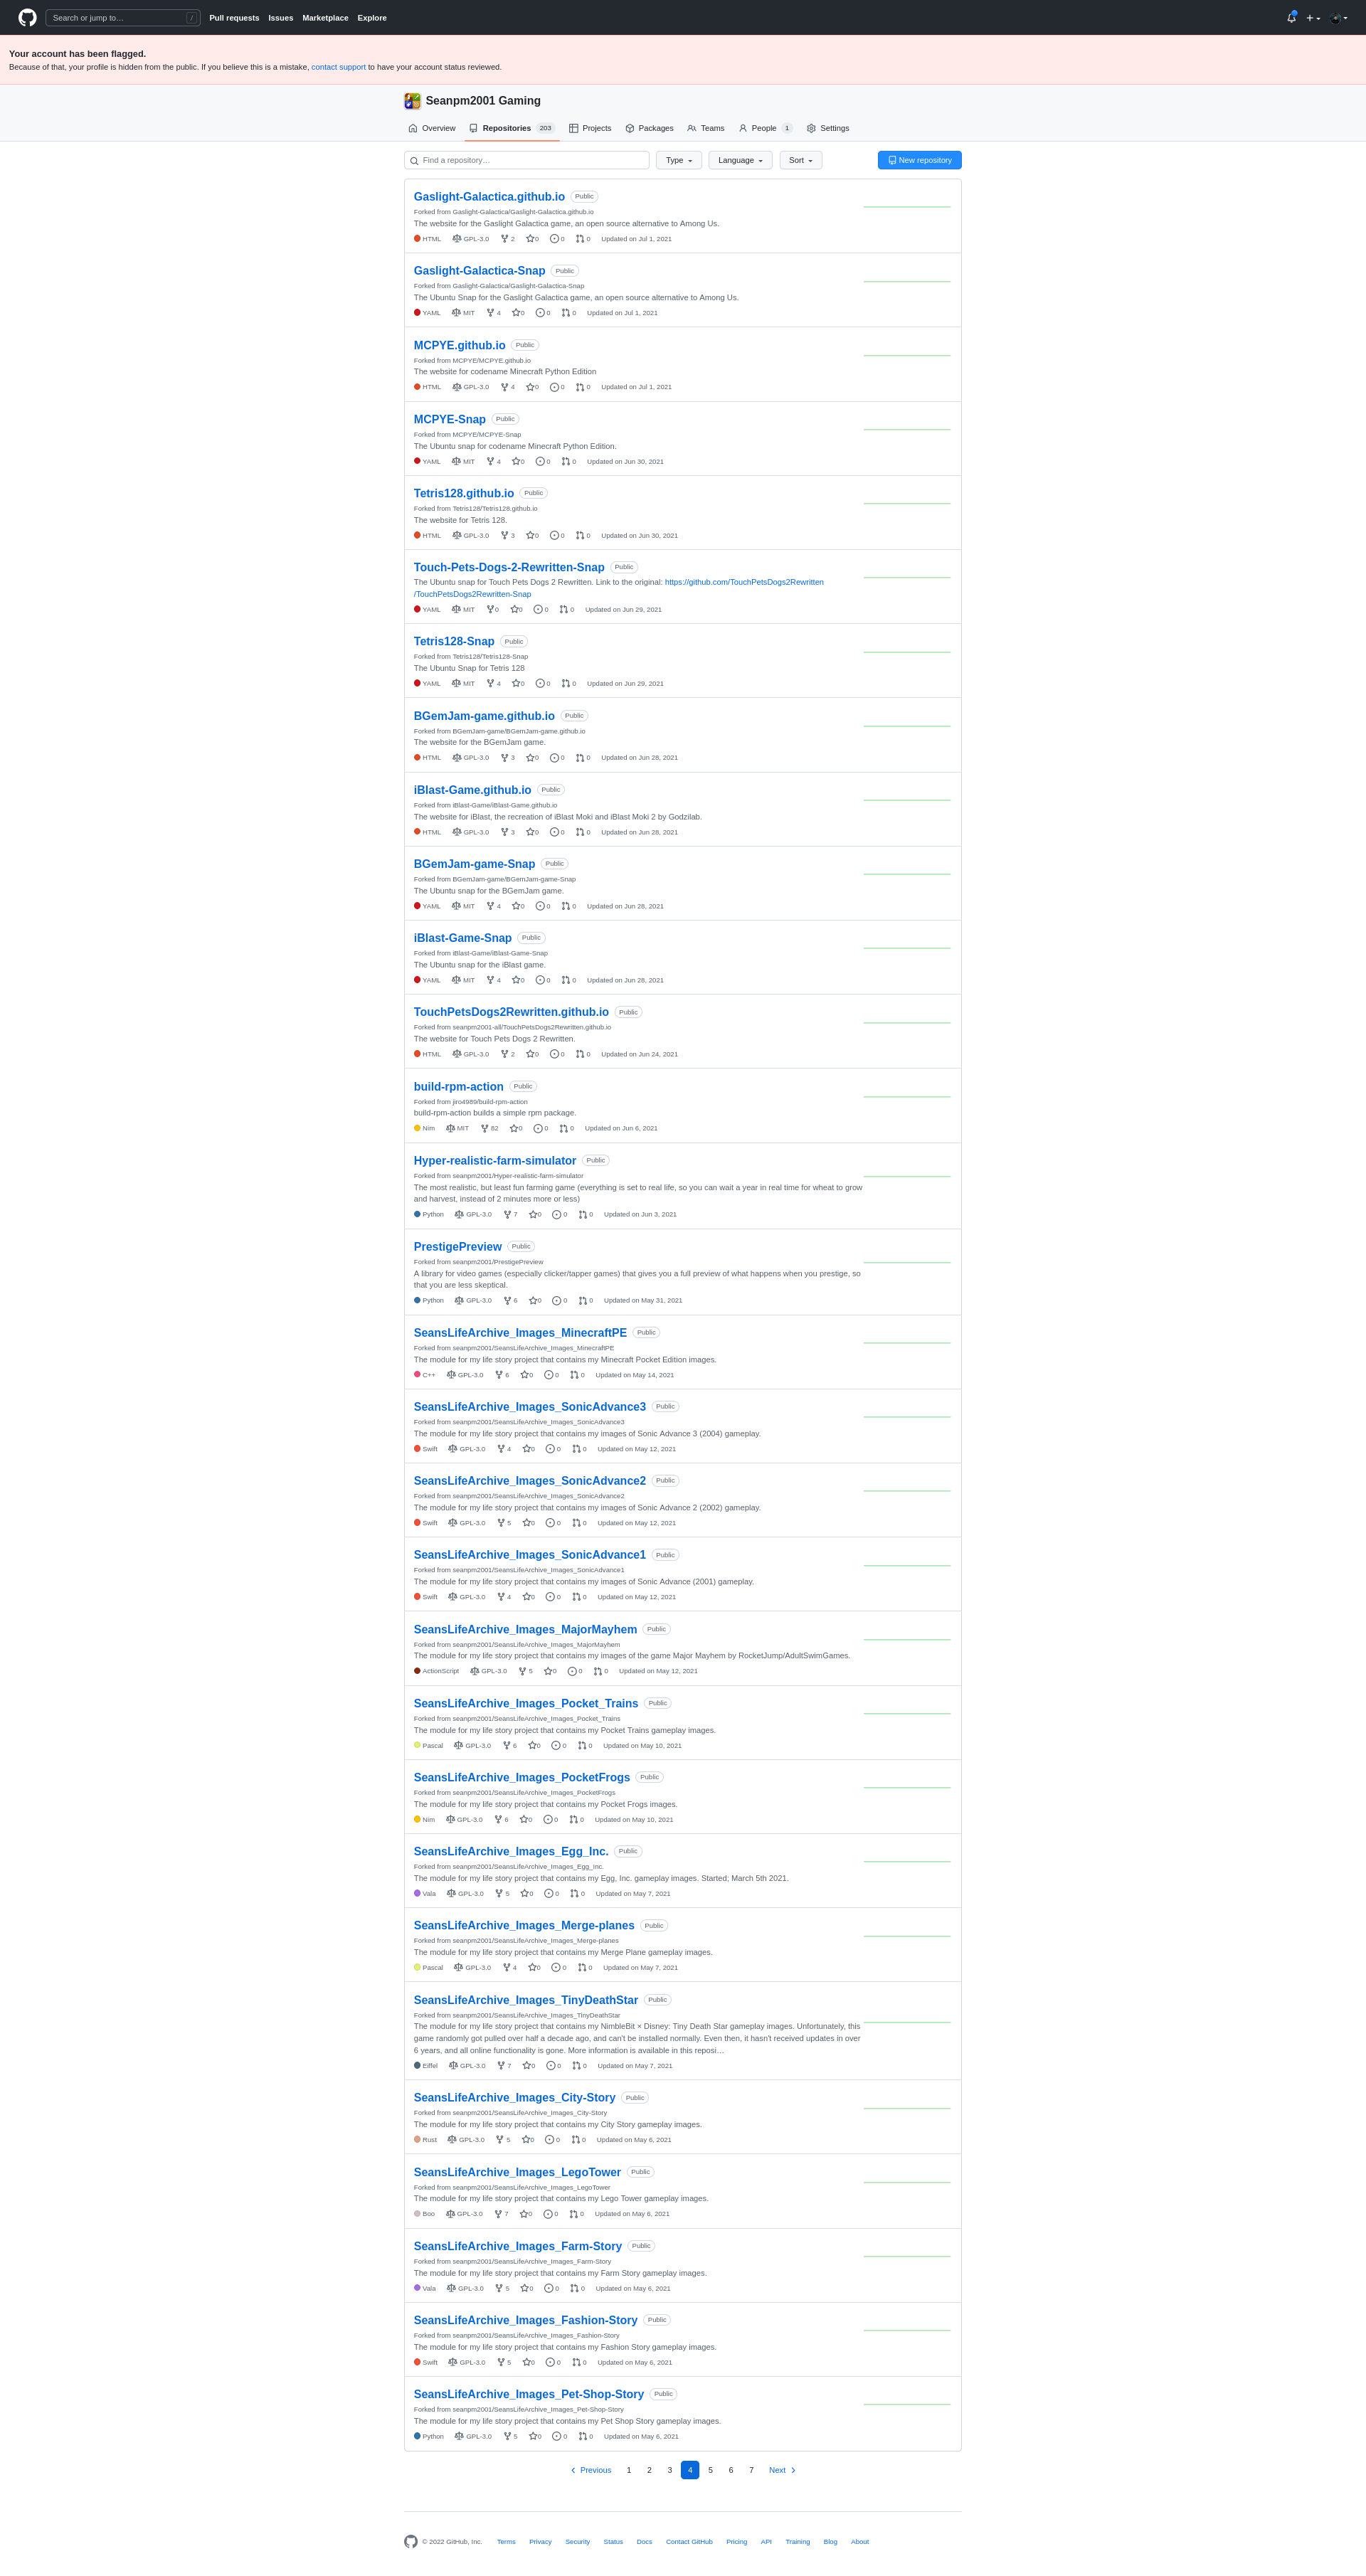 Search or jump to… /
Pull requests Issues Marketplace Explore
Your account has been flagged.
Because of that, your profile is hidden from the public. If you believe this is a mistake, contact support to have your account status reviewed.
Seanpm2001 Gaming
Overview Repositories 203 Projects Packages Teams People 1 Settings
Find a repository… Type Language Sort New repository
Gaslight-Galactica.github.io Public
Forked from Gaslight-Galactica/Gaslight-Galactica.github.io
The website for the Gaslight Galactica game, an open source alternative to Among Us.
HTML GPL-3.0 2 0 0 0 Updated on Jul 1, 2021
Gaslight-Galactica-Snap Public
Forked from Gaslight-Galactica/Gaslight-Galactica-Snap
The Ubuntu Snap for the Gaslight Galactica game, an open source alternative to Among Us.
YAML MIT 4 0 0 0 Updated on Jul 1, 2021
MCPYE.github.io Public
Forked from MCPYE/MCPYE.github.io
The website for codename Minecraft Python Edition
HTML GPL-3.0 4 0 0 0 Updated on Jul 1, 2021
MCPYE-Snap Public
Forked from MCPYE/MCPYE-Snap
The Ubuntu snap for codename Minecraft Python Edition.
YAML MIT 4 0 0 0 Updated on Jun 30, 2021
Tetris128.github.io Public
Forked from Tetris128/Tetris128.github.io
The website for Tetris 128.
HTML GPL-3.0 3 0 0 0 Updated on Jun 30, 2021
Touch-Pets-Dogs-2-Rewritten-Snap Public
The Ubuntu snap for Touch Pets Dogs 2 Rewritten. Link to the original: https://github.com/TouchPetsDogs2Rewritten
/TouchPetsDogs2Rewritten-Snap
YAML MIT 0 0 0 0 Updated on Jun 29, 2021
Tetris128-Snap Public
Forked from Tetris128/Tetris128-Snap
The Ubuntu Snap for Tetris 128
YAML MIT 4 0 0 0 Updated on Jun 29, 2021
BGemJam-game.github.io Public
Forked from BGemJam-game/BGemJam-game.github.io
The website for the BGemJam game.
HTML GPL-3.0 3 0 0 0 Updated on Jun 28, 2021
iBlast-Game.github.io Public
Forked from iBlast-Game/iBlast-Game.github.io
The website for iBlast, the recreation of iBlast Moki and iBlast Moki 2 by Godzilab.
HTML GPL-3.0 3 0 0 0 Updated on Jun 28, 2021
BGemJam-game-Snap Public
Forked from BGemJam-game/BGemJam-game-Snap
The Ubuntu snap for the BGemJam game.
YAML MIT 4 0 0 0 Updated on Jun 28, 2021
iBlast-Game-Snap Public
Forked from iBlast-Game/iBlast-Game-Snap
The Ubuntu snap for the iBlast game.
YAML MIT 4 0 0 0 Updated on Jun 28, 2021
TouchPetsDogs2Rewritten.github.io Public
Forked from seanpm2001-all/TouchPetsDogs2Rewritten.github.io
The website for Touch Pets Dogs 2 Rewritten.
HTML GPL-3.0 2 0 0 0 Updated on Jun 24, 2021
build-rpm-action Public
Forked from jiro4989/build-rpm-action
build-rpm-action builds a simple rpm package.
Nim MIT 82 0 0 0 Updated on Jun 6, 2021
Hyper-realistic-farm-simulator Public
Forked from seanpm2001/Hyper-realistic-farm-simulator
The most realistic, but least fun farming game (everything is set to real life, so you can wait a year in real time for wheat to grow
and harvest, instead of 2 minutes more or less)
Python GPL-3.0 7 0 0 0 Updated on Jun 3, 2021
PrestigePreview Public
Forked from seanpm2001/PrestigePreview
A library for video games (especially clicker/tapper games) that gives you a full preview of what happens when you prestige, so
that you are less skeptical.
Python GPL-3.0 6 0 0 0 Updated on May 31, 2021
SeansLifeArchive_Images_MinecraftPE Public
Forked from seanpm2001/SeansLifeArchive_Images_MinecraftPE
The module for my life story project that contains my Minecraft Pocket Edition images.
C++ GPL-3.0 6 0 0 0 Updated on May 14, 2021
SeansLifeArchive_Images_SonicAdvance3 Public
Forked from seanpm2001/SeansLifeArchive_Images_SonicAdvance3
The module for my life story project that contains my images of Sonic Advance 3 (2004) gameplay.
Swift GPL-3.0 4 0 0 0 Updated on May 12, 2021
SeansLifeArchive_Images_SonicAdvance2 Public
Forked from seanpm2001/SeansLifeArchive_Images_SonicAdvance2
The module for my life story project that contains my images of Sonic Advance 2 (2002) gameplay.
Swift GPL-3.0 5 0 0 0 Updated on May 12, 2021
SeansLifeArchive_Images_SonicAdvance1 Public
Forked from seanpm2001/SeansLifeArchive_Images_SonicAdvance1
The module for my life story project that contains my images of Sonic Advance (2001) gameplay.
Swift GPL-3.0 4 0 0 0 Updated on May 12, 2021
SeansLifeArchive_Images_MajorMayhem Public
Forked from seanpm2001/SeansLifeArchive_Images_MajorMayhem
The module for my life story project that contains my images of the game Major Mayhem by RocketJump/AdultSwimGames.
ActionScript GPL-3.0 5 0 0 0 Updated on May 12, 2021
SeansLifeArchive_Images_Pocket_Trains Public
Forked from seanpm2001/SeansLifeArchive_Images_Pocket_Trains
The module for my life story project that contains my Pocket Trains gameplay images.
Pascal GPL-3.0 6 0 0 0 Updated on May 10, 2021
SeansLifeArchive_Images_PocketFrogs Public
Forked from seanpm2001/SeansLifeArchive_Images_PocketFrogs
The module for my life story project that contains my Pocket Frogs images.
Nim GPL-3.0 6 0 0 0 Updated on May 10, 2021
SeansLifeArchive_Images_Egg_Inc. Public
Forked from seanpm2001/SeansLifeArchive_Images_Egg_Inc.
The module for my life story project that contains my Egg, Inc. gameplay images. Started; March 5th 2021.
Vala GPL-3.0 5 0 0 0 Updated on May 7, 2021
SeansLifeArchive_Images_Merge-planes Public
Forked from seanpm2001/SeansLifeArchive_Images_Merge-planes
The module for my life story project that contains my Merge Plane gameplay images.
Pascal GPL-3.0 4 0 0 0 Updated on May 7, 2021
SeansLifeArchive_Images_TinyDeathStar Public
Forked from seanpm2001/SeansLifeArchive_Images_TinyDeathStar
The module for my life story project that contains my NimbleBit × Disney: Tiny Death Star gameplay images. Unfortunately, this
game randomly got pulled over half a decade ago, and can't be installed normally. Even then, it hasn't received updates in over
6 years, and all online functionality is gone. More information is available in this reposi…
Eiffel GPL-3.0 7 0 0 0 Updated on May 7, 2021
SeansLifeArchive_Images_City-Story Public
Forked from seanpm2001/SeansLifeArchive_Images_City-Story
The module for my life story project that contains my City Story gameplay images.
Rust GPL-3.0 5 0 0 0 Updated on May 6, 2021
SeansLifeArchive_Images_LegoTower Public
Forked from seanpm2001/SeansLifeArchive_Images_LegoTower
The module for my life story project that contains my Lego Tower gameplay images.
Boo GPL-3.0 7 0 0 0 Updated on May 6, 2021
SeansLifeArchive_Images_Farm-Story Public
Forked from seanpm2001/SeansLifeArchive_Images_Farm-Story
The module for my life story project that contains my Farm Story gameplay images.
Vala GPL-3.0 5 0 0 0 Updated on May 6, 2021
SeansLifeArchive_Images_Fashion-Story Public
Forked from seanpm2001/SeansLifeArchive_Images_Fashion-Story
The module for my life story project that contains my Fashion Story gameplay images.
Swift GPL-3.0 5 0 0 0 Updated on May 6, 2021
SeansLifeArchive_Images_Pet-Shop-Story Public
Forked from seanpm2001/SeansLifeArchive_Images_Pet-Shop-Story
The module for my life story project that contains my Pet Shop Story gameplay images.
Python GPL-3.0 5 0 0 0 Updated on May 6, 2021
Previous 1 2 3 4 5 6 7 Next
© 2022 GitHub, Inc. Terms Privacy Security Status Docs Contact GitHub Pricing API Training Blog About